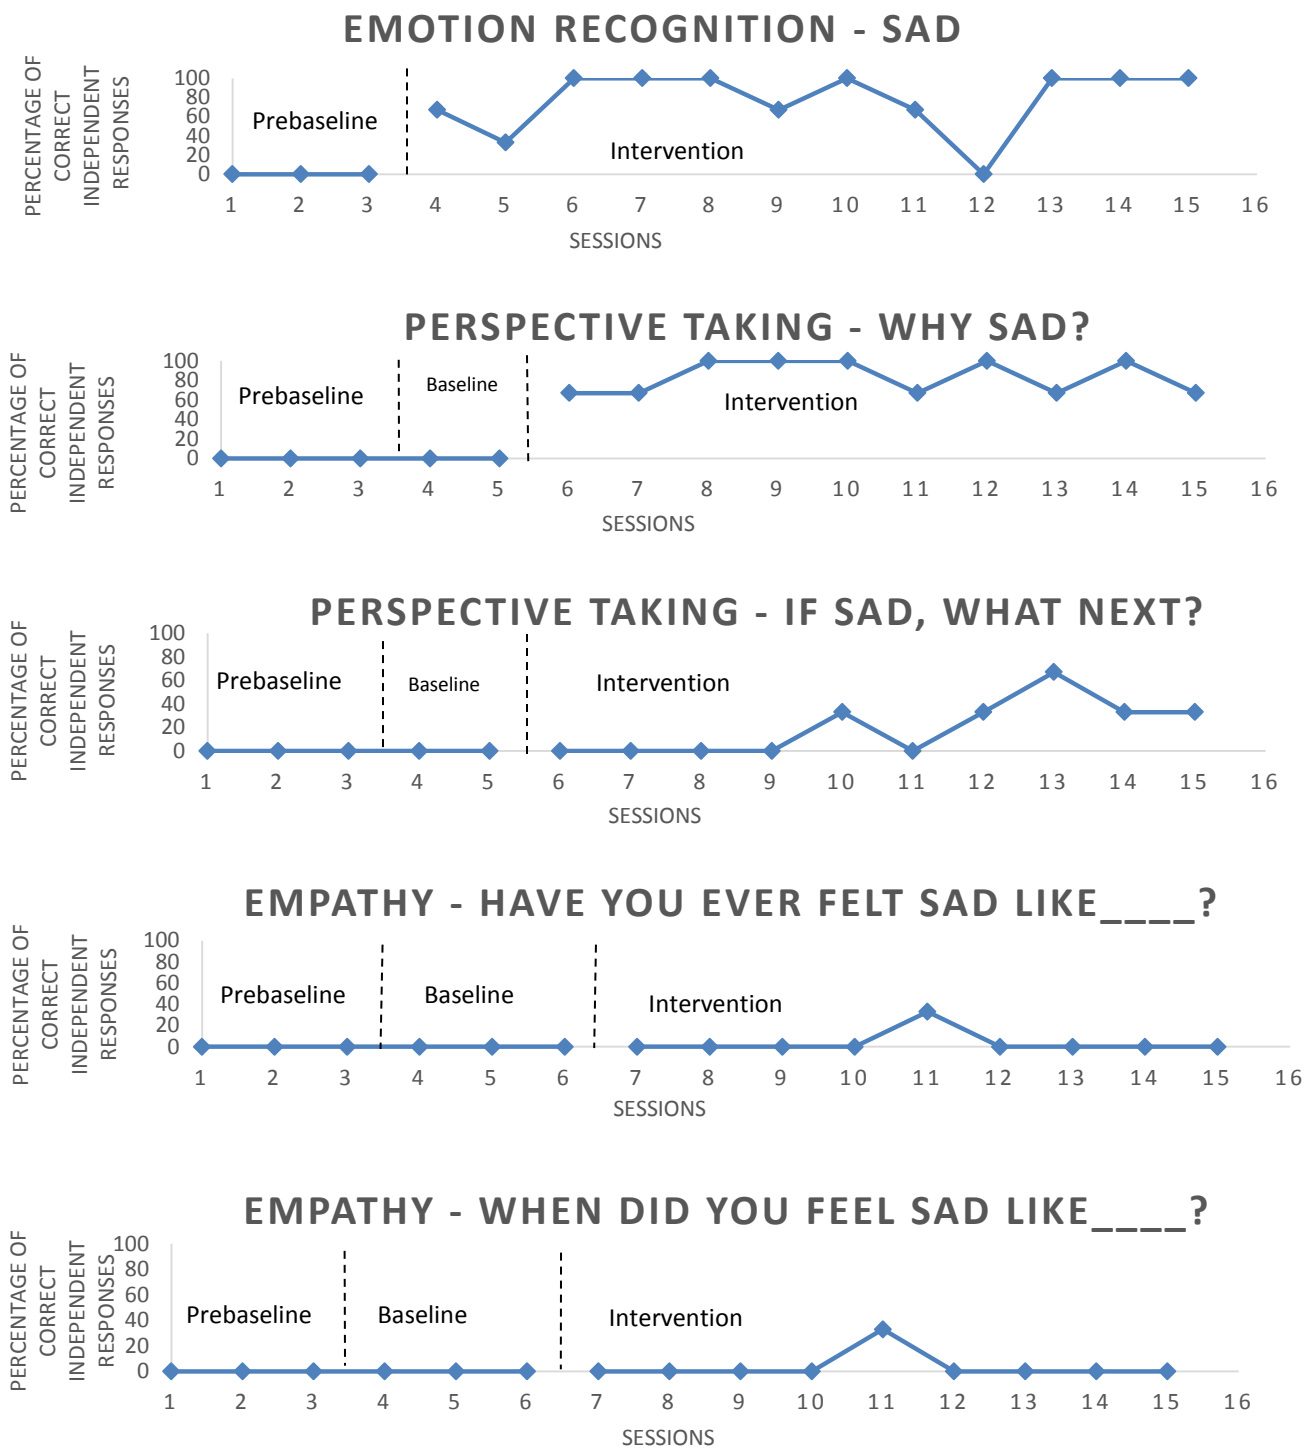 EMOTION RECOGNITION - SAD
PERCENTAGE OF
CORRECT
INDEPENDENT
RESPONSES
100
80
60
40
20
0
Prebaseline
Intervention
1 2 3 4 5 6 7 8 9 10 11 12 13 14 15 16
SESSIONS
PERSPECTIVE TAKING - WHY SAD?
PERCENTAGE OF
CORRECT
INDEPENDENT
RESPONSES
100
80
60
40
20
0
Prebaseline
Baseline
Intervention
1 2 3 4 5 6 7 8 9 10 11 12 13 14 15 16
SESSIONS
PERSPECTIVE TAKING - IF SAD, WHAT NEXT?
PERCENTAGE OF
CORRECT
INDEPENDENT
RESPONSES
100
80
60
40
20
0
Prebaseline
Baseline
Intervention
1 2 3 4 5 6 7 8 9 10 11 12 13 14 15 16
SESSIONS
EMPATHY - HAVE YOU EVER FELT SAD LIKE____?
PERCENTAGE OF
CORRECT
INDEPENDENT
RESPONSES
100
80
60
40
20
0
Prebaseline
Baseline
Intervention
1 2 3 4 5 6 7 8 9 10 11 12 13 14 15 16
SESSIONS
EMPATHY - WHEN DID YOU FEEL SAD LIKE____?
PERCENTAGE OF
CORRECT
INDEPENDENT
RESPONSES
100
80
60
40
20
0
Prebaseline
Baseline
Intervention
1 2 3 4 5 6 7 8 9 10 11 12 13 14 15 16
SESSIONS